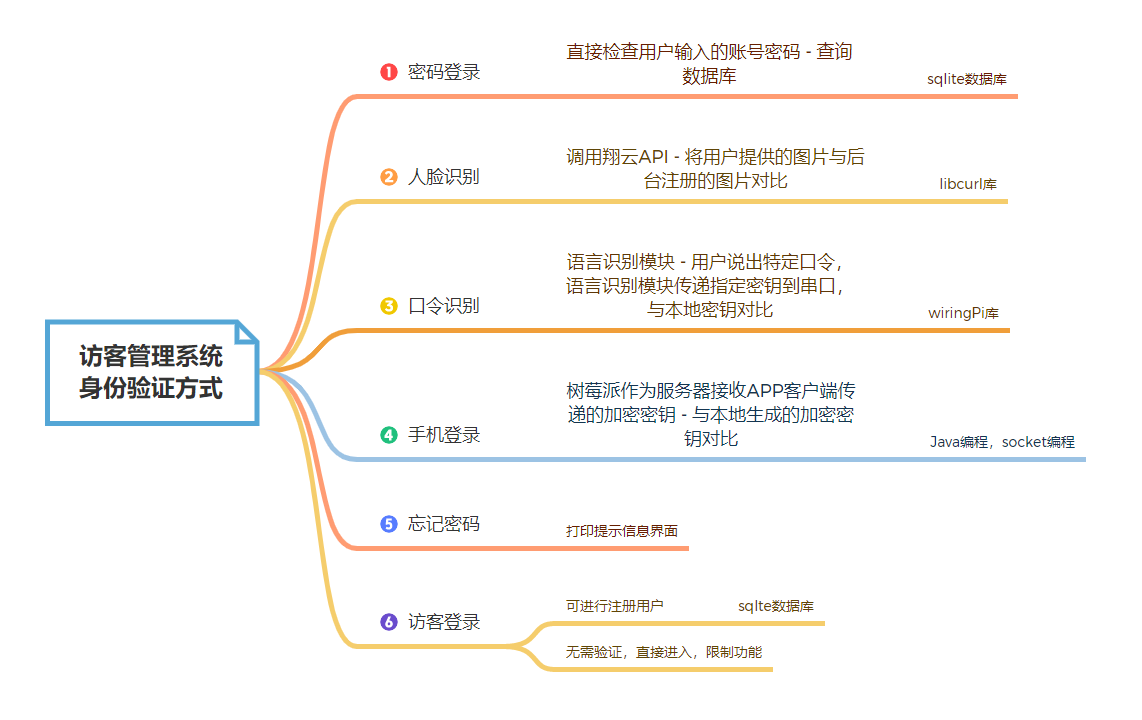 访客管理系统
身份验证方式
1 密码登录
直接检查用户输入的账号密码 - 查询
数据库
sqlite数据库
2 人脸识别
调用翔云API - 将用户提供的图片与后
台注册的图片对比
libcurl库
3 口令识别
语言识别模块 - 用户说出特定口令，
语言识别模块传递指定密钥到串口，
与本地密钥对比
wiringPi库
4 手机登录
树莓派作为服务器接收APP客户端传
递的加密密钥 - 与本地生成的加密密
钥对比
Java编程，socket编程
5 忘记密码
打印提示信息界面
6 访客登录
可进行注册用户
sqlte数据库
无需验证，直接进入，限制功能